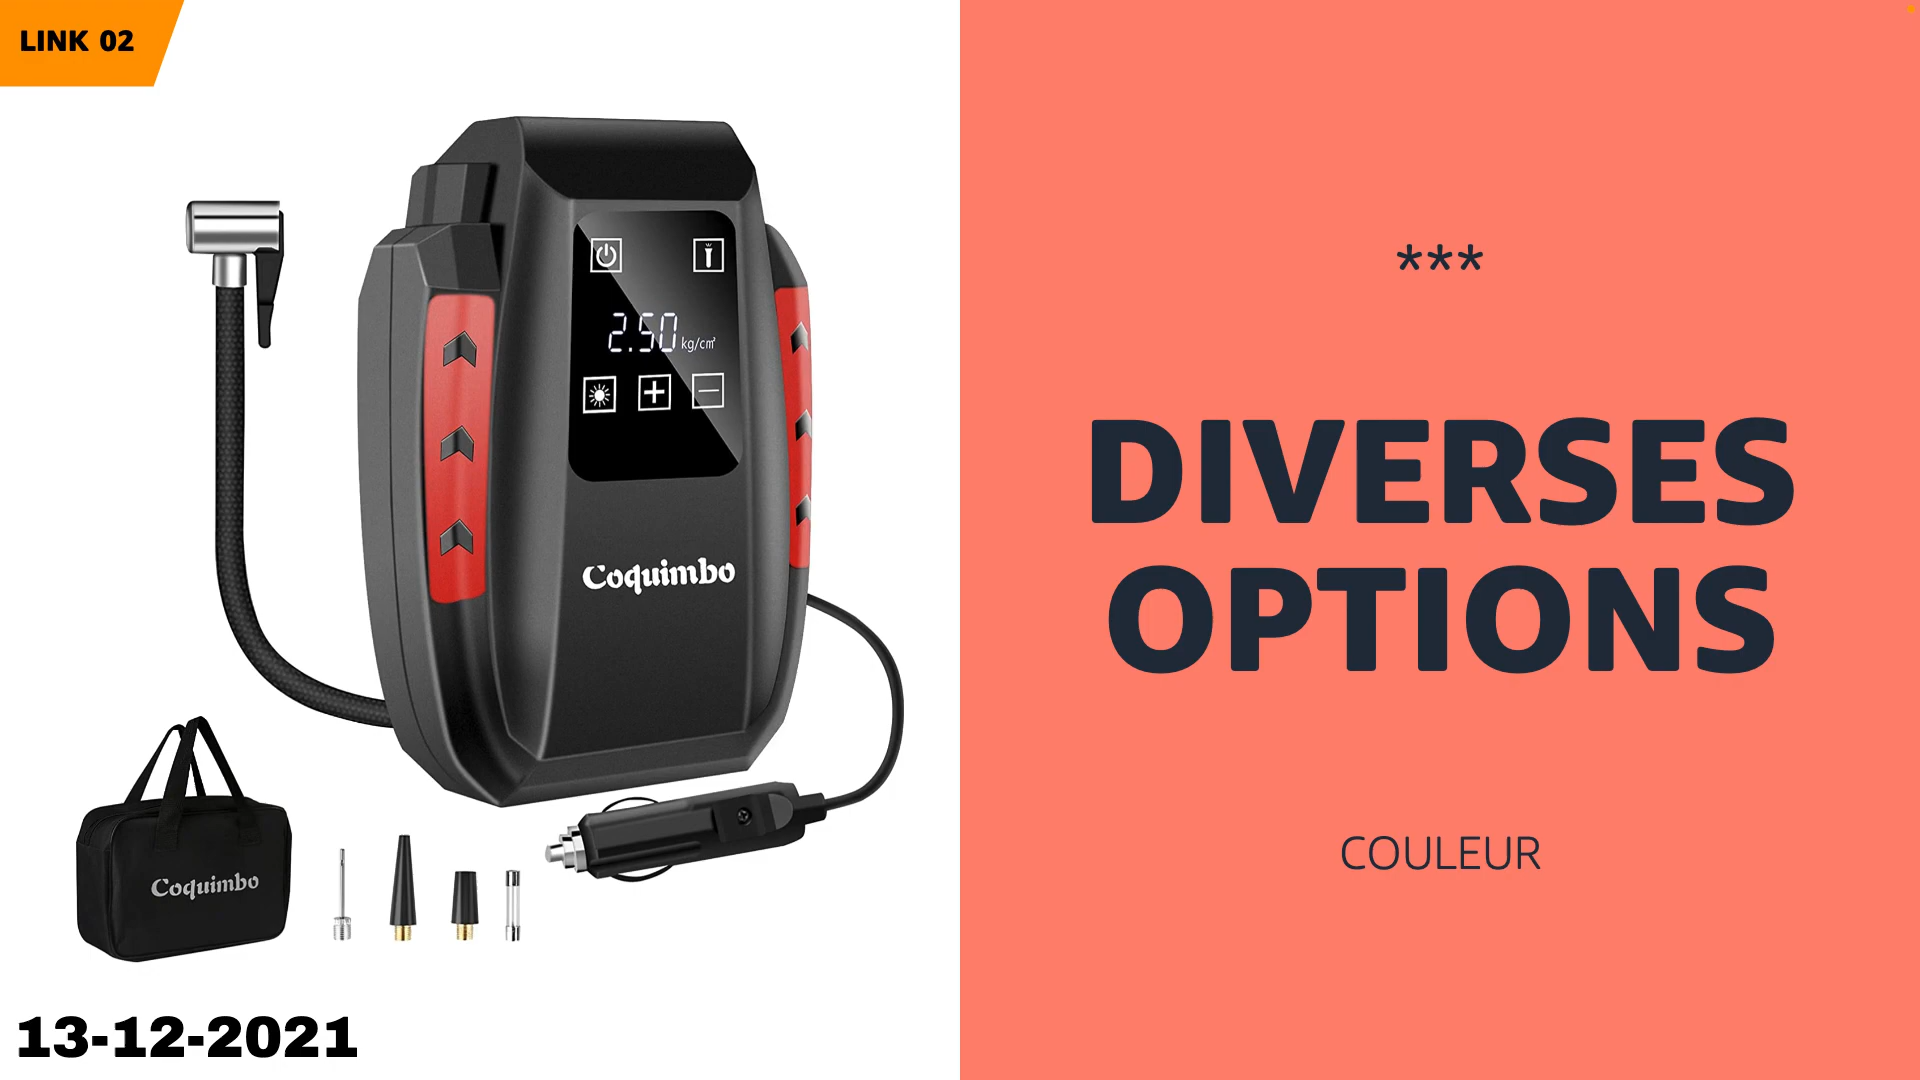 LINK 02
2.50 kg/cm²
Coquimbo
Coquimbo
13-12-2021
***
DIVERSES
OPTIONS
COULEUR